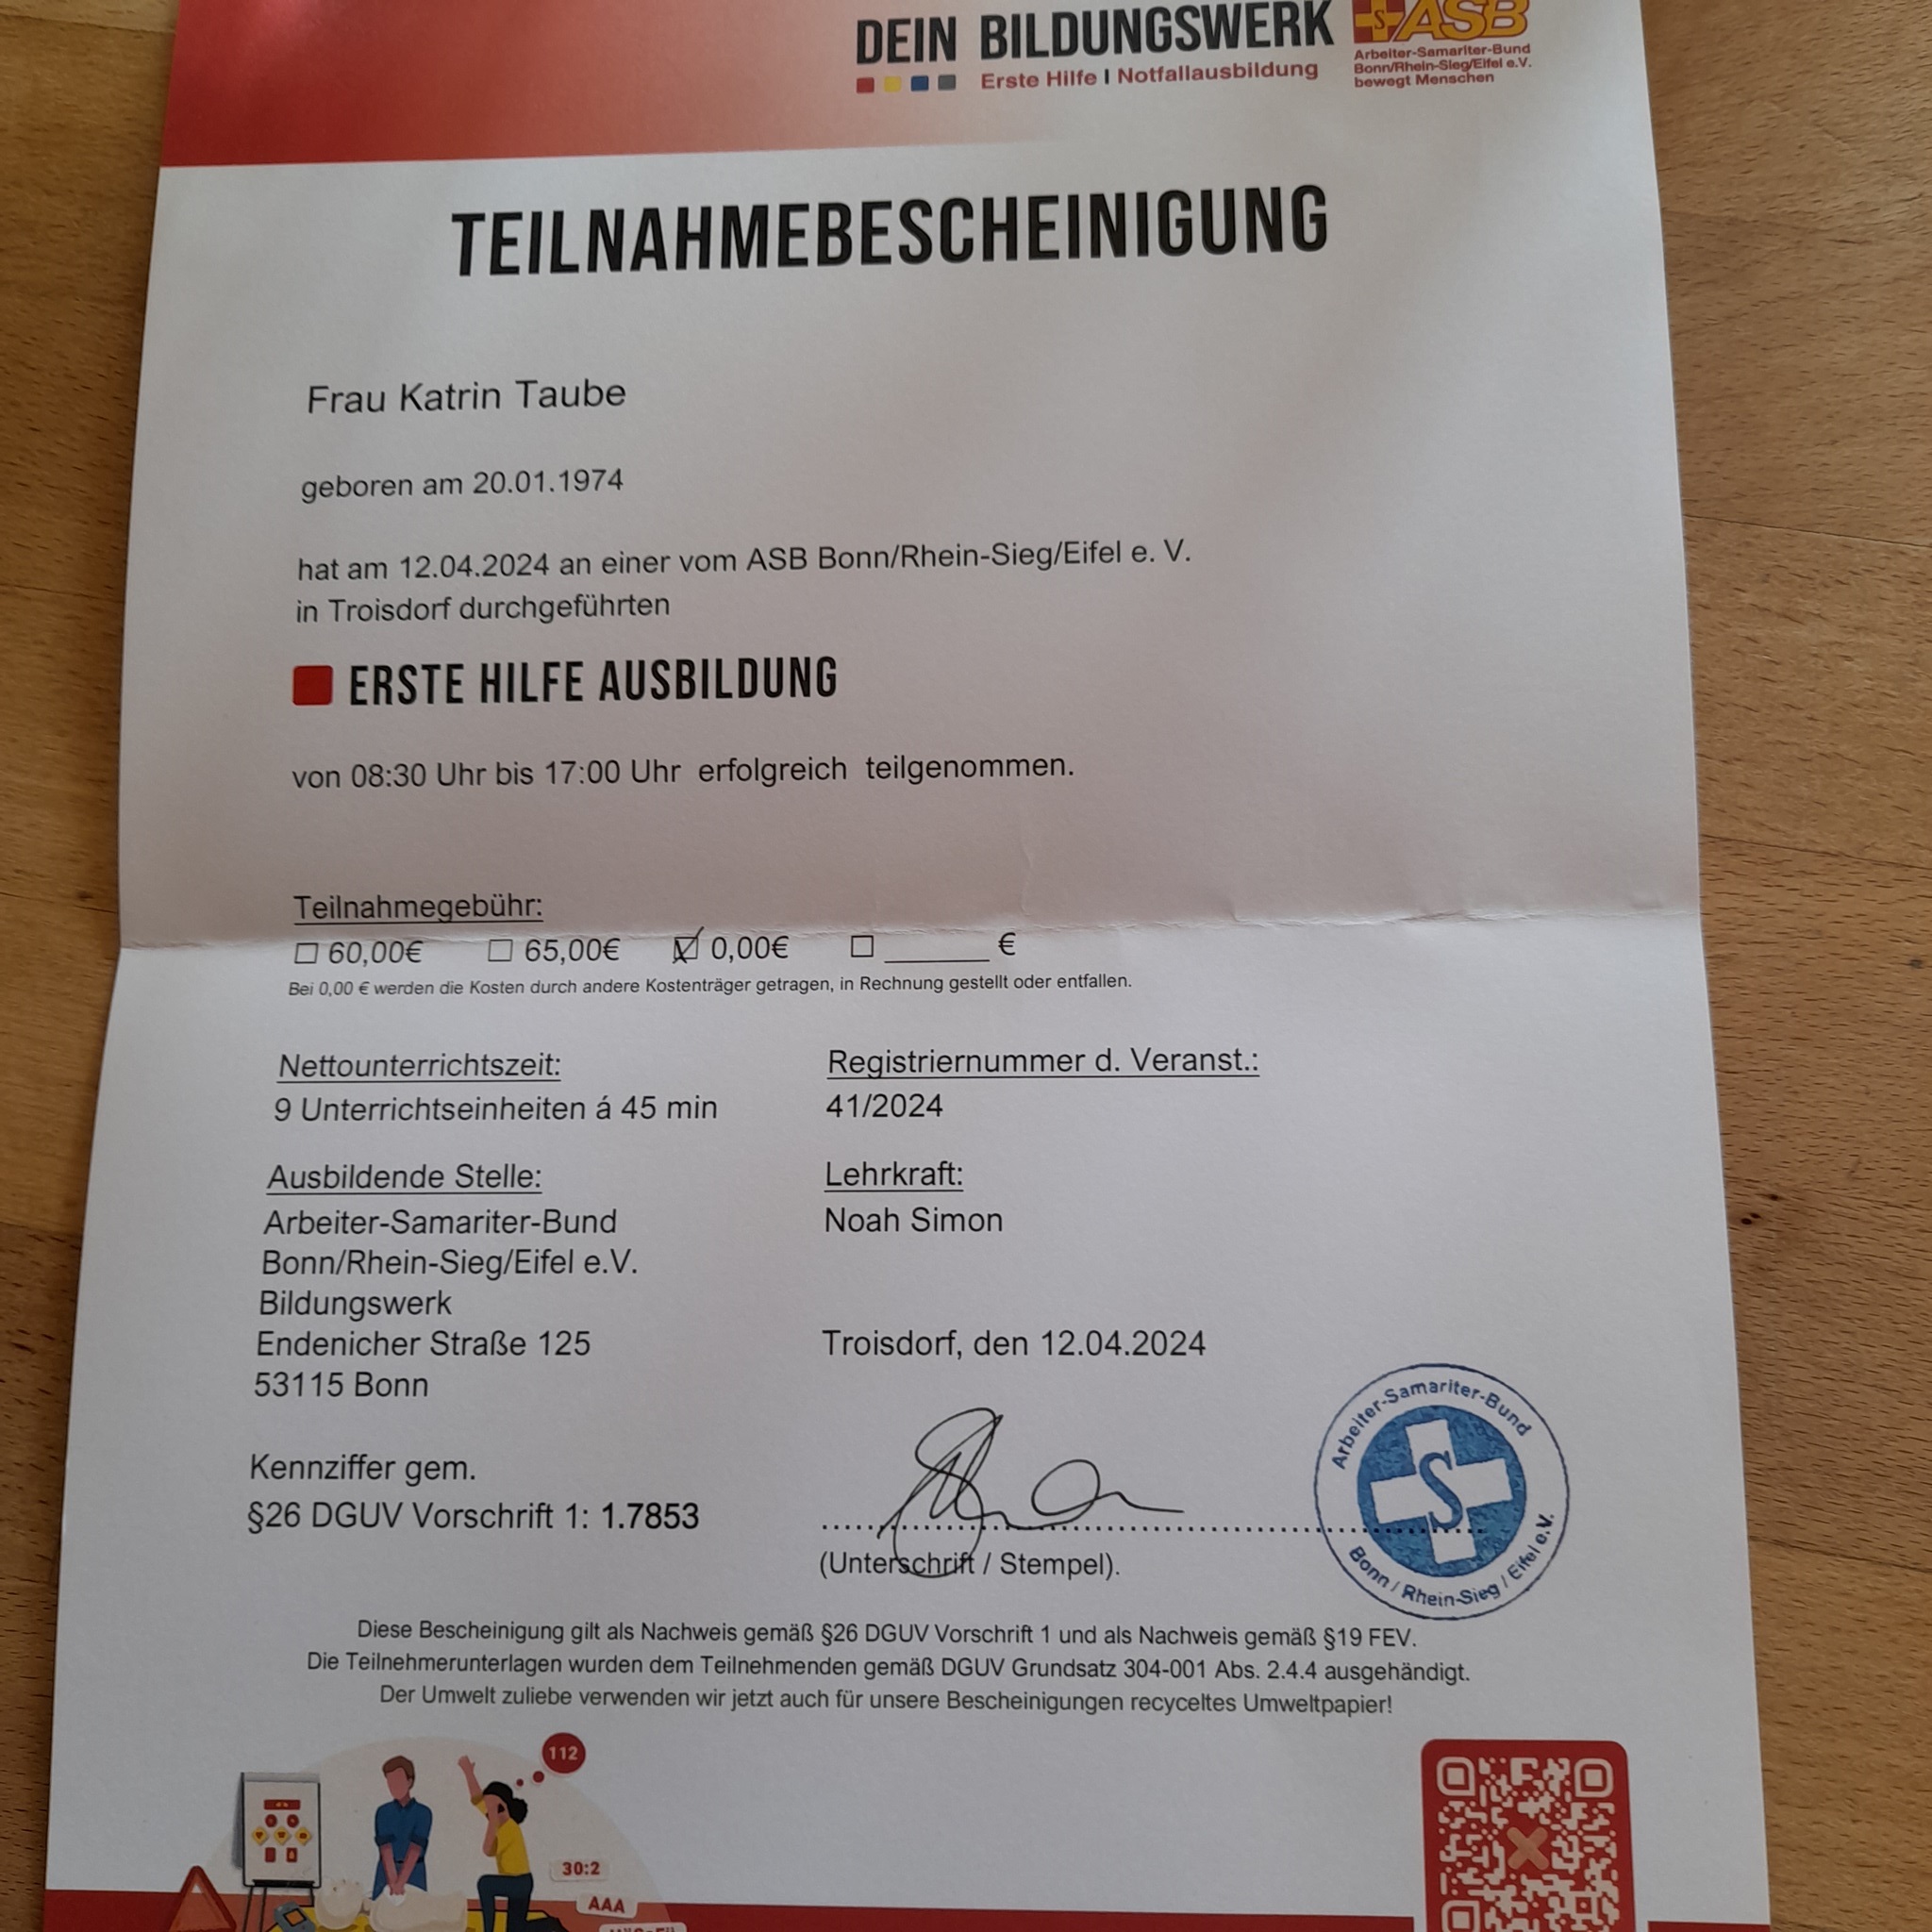 DEIN BILDUNGSWERK
Erste Hilfe I Notfallausbildung
ASB
Arbeiter-Samariter-Bund
Bonn/Rhein-Sieg/Eifel e.V.
bewegt Menschen
TEILNAHMEBESCHEINIGUNG
Frau Katrin Taube
geboren am 20.01.1974
hat am 12.04.2024 an einer vom ASB Bonn/Rhein-Sieg/Eifel e. V.
in Troisdorf durchgeführten
ERSTE HILFE AUSBILDUNG
von 08:30 Uhr bis 17:00 Uhr erfolgreich teilgenommen.
Teilnahmegebühr:
☐ 60,00€ ☐ 65,00€ ☑ 0,00€ ☐ ______ €
Bei 0,00 € werden die Kosten durch andere Kostenträger getragen, in Rechnung gestellt oder entfallen.
Nettounterrichtszeit:
9 Unterrichtseinheiten á 45 min
Registriernummer d. Veranst.:
41/2024
Ausbildende Stelle:
Arbeiter-Samariter-Bund
Bonn/Rhein-Sieg/Eifel e.V.
Bildungswerk
Endenicher Straße 125
53115 Bonn
Lehrkraft:
Noah Simon
Troisdorf, den 12.04.2024
Kennziffer gem.
§26 DGUV Vorschrift 1: 1.7853
(Unterschrift / Stempel).
Arbeiter-Samariter-Bund
S
Bonn / Rhein-Sieg / Eifel e.V.
Diese Bescheinigung gilt als Nachweis gemäß §26 DGUV Vorschrift 1 und als Nachweis gemäß §19 FEV.
Die Teilnehmerunterlagen wurden dem Teilnehmenden gemäß DGUV Grundsatz 304-001 Abs. 2.4.4 ausgehändigt.
Der Umwelt zuliebe verwenden wir jetzt auch für unsere Bescheinigungen recyceltes Umweltpapier!
112
30:2
AAA